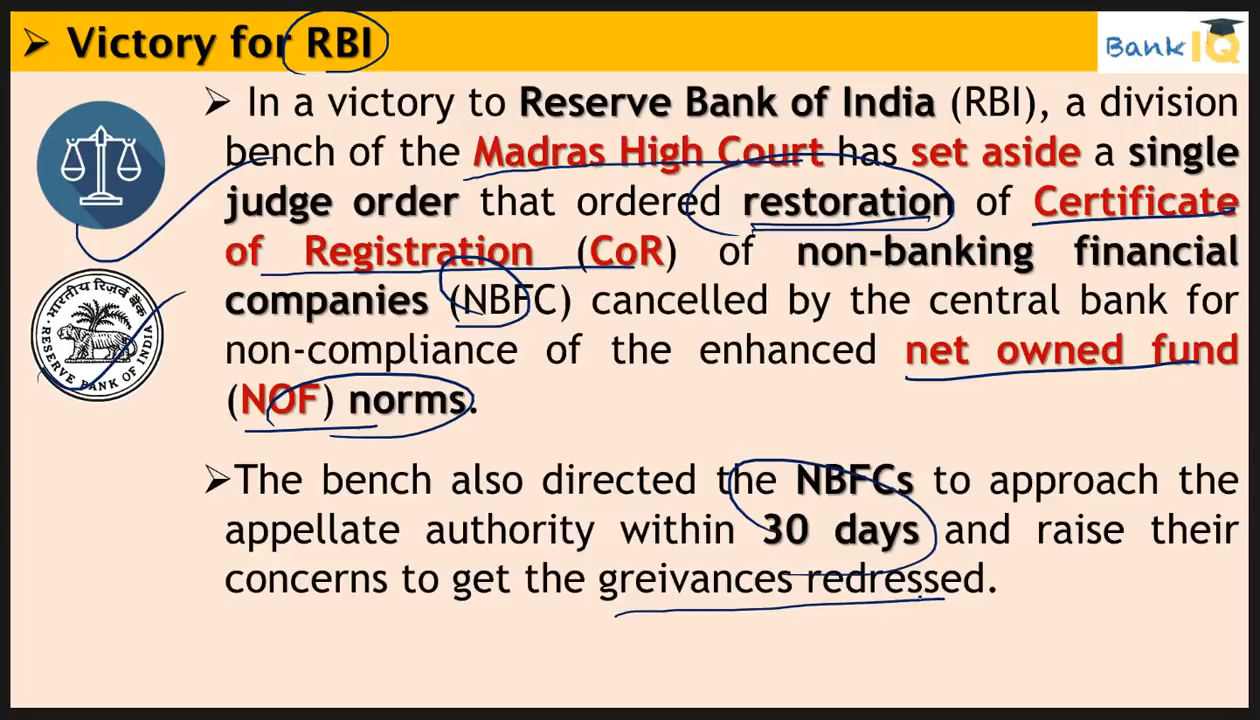 ➢ Victory for RBI
Bank IQ
➢ In a victory to Reserve Bank of India (RBI), a division
bench of the Madras High Court has set aside a single
judge order that ordered restoration of Certificate
of Registration (CoR) of non-banking financial
companies (NBFC) cancelled by the central bank for
non-compliance of the enhanced net owned fund
(NOF) norms.
भारतीय रिज़र्व बैंक
RESERVE BANK OF INDIA
➢The bench also directed the NBFCs to approach the
appellate authority within 30 days and raise their
concerns to get the greivances redressed.